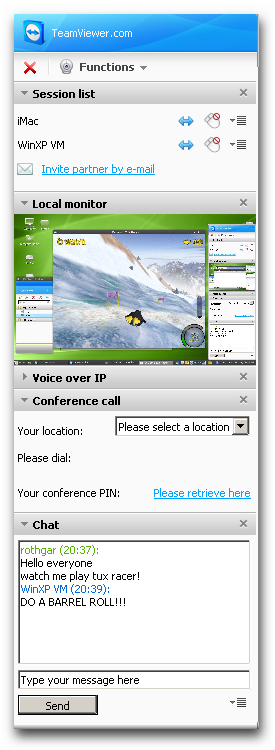 TeamViewer.com
Functions
Session list
iMac
WinXP VM
Invite partner by e-mail
Local monitor
Voice over IP
Conference call
Your location: Please select a location
Please dial:
Your conference PIN: Please retrieve here
Chat
rothgar (20:37):
Hello everyone
watch me play tux racer!
WinXP VM (20:39):
DO A BARREL ROLL!!!
Type your message here
Send